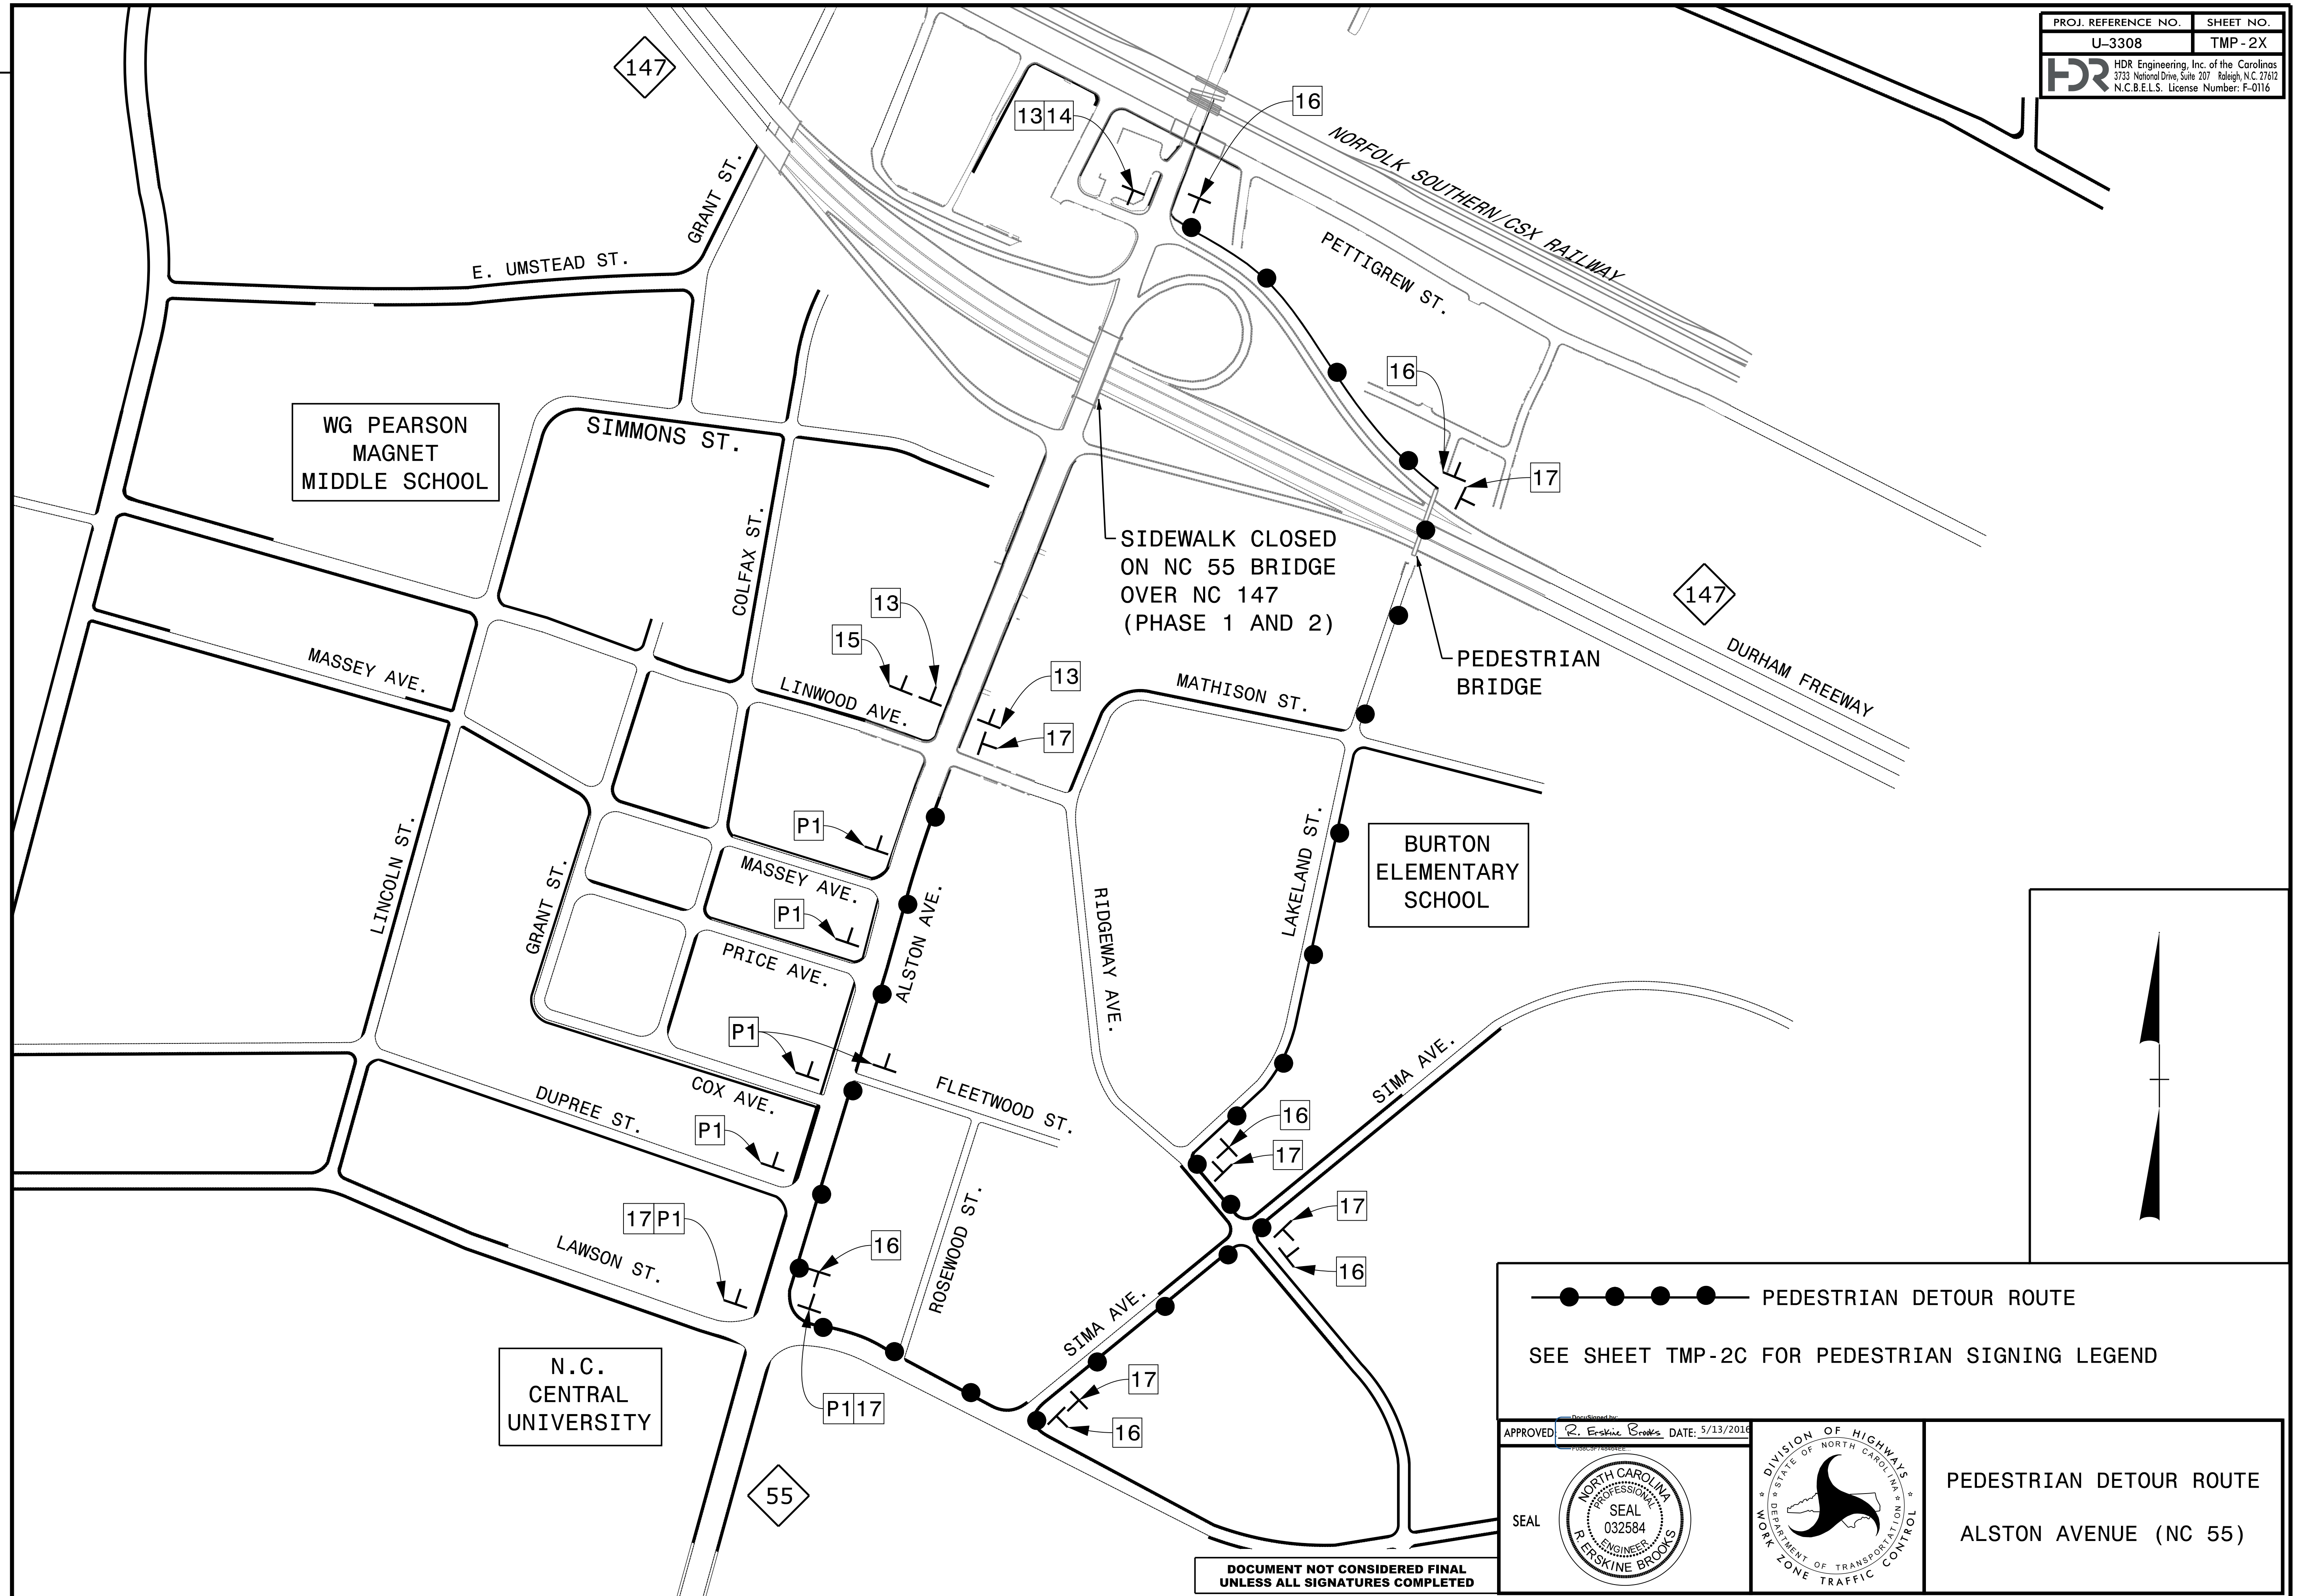 PROJ. REFERENCE NO.
SHEET NO.
U-3308
TMP-2X
HDR
HDR Engineering, Inc. of the Carolinas
3733 National Drive, Suite 207 Raleigh, N.C. 27612
N.C.B.E.L.S. License Number: F-0116
147
13 14
16
NORFOLK SOUTHERN/CSX RAILWAY
GRANT ST.
E. UMSTEAD ST.
PETTIGREW ST.
16
17
WG PEARSON
MAGNET
MIDDLE SCHOOL
SIMMONS ST.
COLFAX ST.
SIDEWALK CLOSED
ON NC 55 BRIDGE
OVER NC 147
(PHASE 1 AND 2)
147
DURHAM FREEWAY
PEDESTRIAN
BRIDGE
13
15
MASSEY AVE.
LINWOOD AVE.
13
17
MATHISON ST.
P1
LINCOLN ST.
GRANT ST.
MASSEY AVE.
P1
ALSTON AVE.
RIDGEWAY AVE.
LAKELAND ST.
BURTON
ELEMENTARY
SCHOOL
PRICE AVE.
P1
COX AVE.
DUPREE ST.
FLEETWOOD ST.
SIMA AVE.
P1
16
17
17
16
17 P1
LAWSON ST.
16
ROSEWOOD ST.
SIMA AVE.
N.C.
CENTRAL
UNIVERSITY
P1 17
17
16
55
PEDESTRIAN DETOUR ROUTE
SEE SHEET TMP-2C FOR PEDESTRIAN SIGNING LEGEND
DocuSigned by:
APPROVED: R. Erskine Brooks DATE: 5/13/2016
SEAL
NORTH CAROLINA
PROFESSIONAL
SEAL
032584
ENGINEER
R. ERSKINE BROOKS
DIVISION OF HIGHWAYS
STATE OF NORTH CAROLINA
DEPARTMENT OF TRANSPORTATION
WORK ZONE TRAFFIC CONTROL
PEDESTRIAN DETOUR ROUTE
ALSTON AVENUE (NC 55)
DOCUMENT NOT CONSIDERED FINAL
UNLESS ALL SIGNATURES COMPLETED